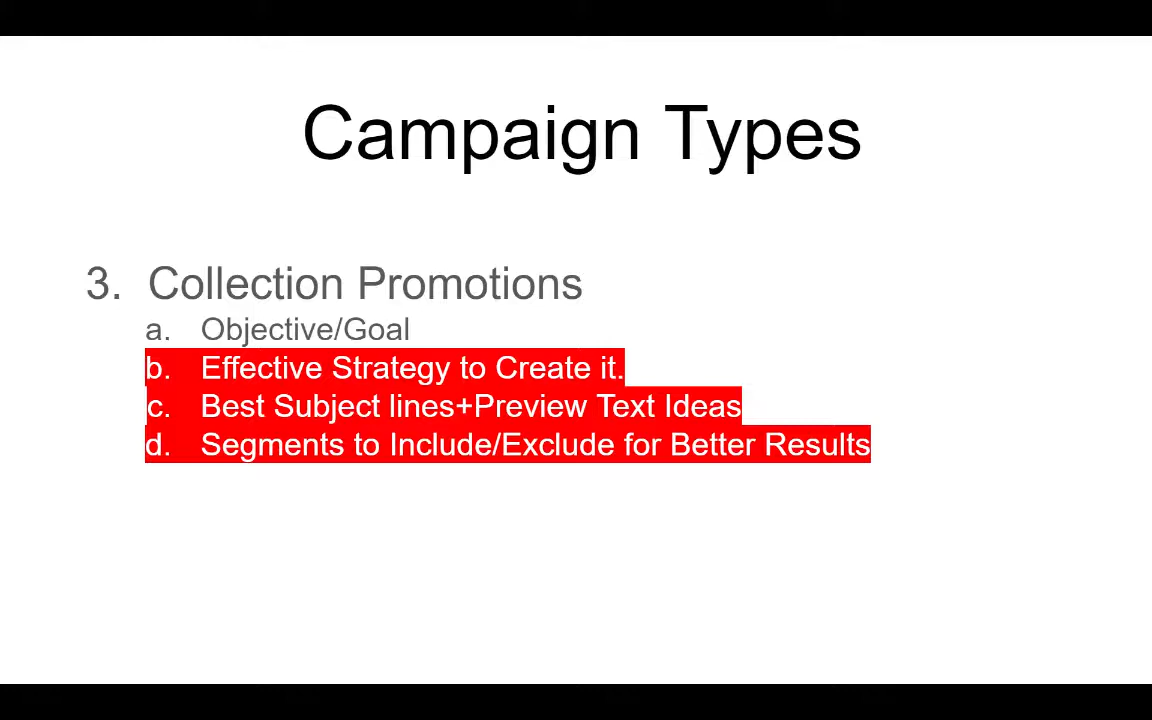 Campaign Types
3. Collection Promotions
a. Objective/Goal
b. Effective Strategy to Create it.
c. Best Subject lines+Preview Text Ideas
d. Segments to Include/Exclude for Better Results